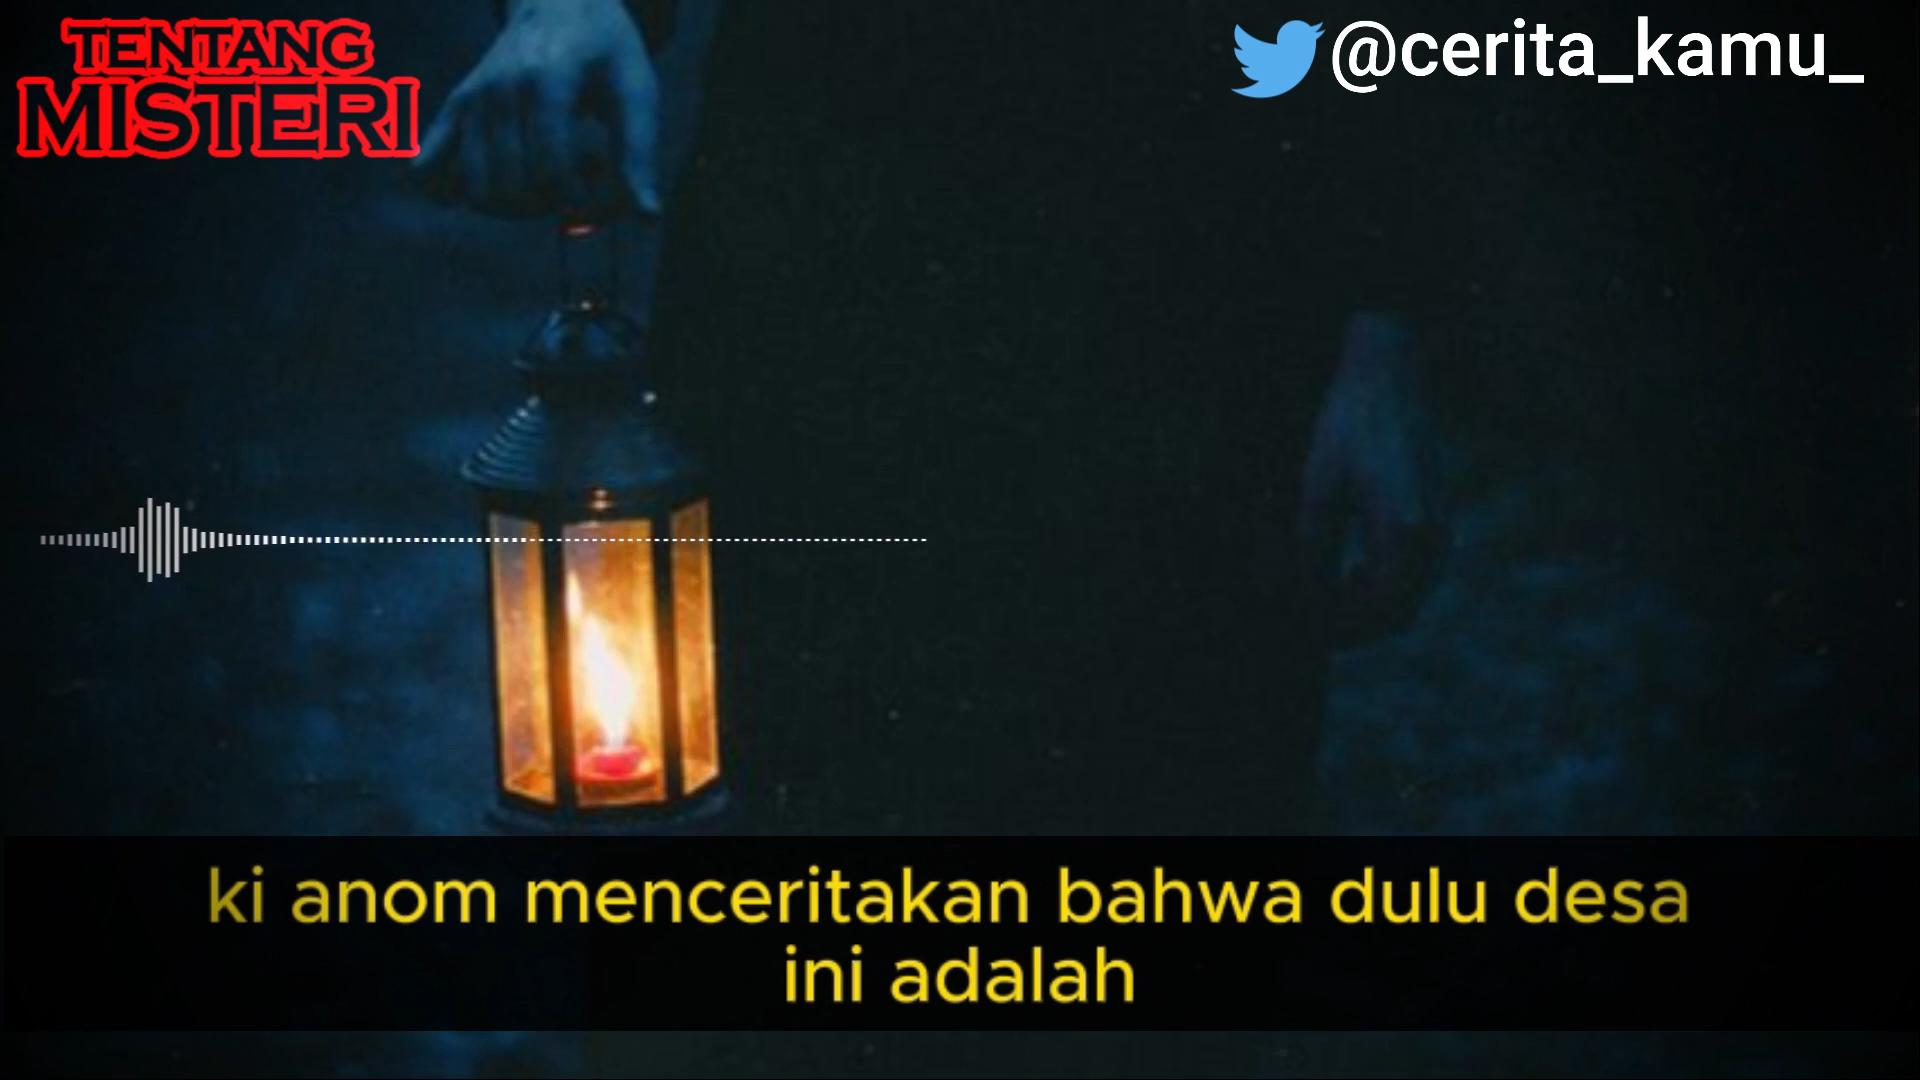 TENTANG
MISTERI
@cerita_kamu_
ki anom menceritakan bahwa dulu desa
ini adalah